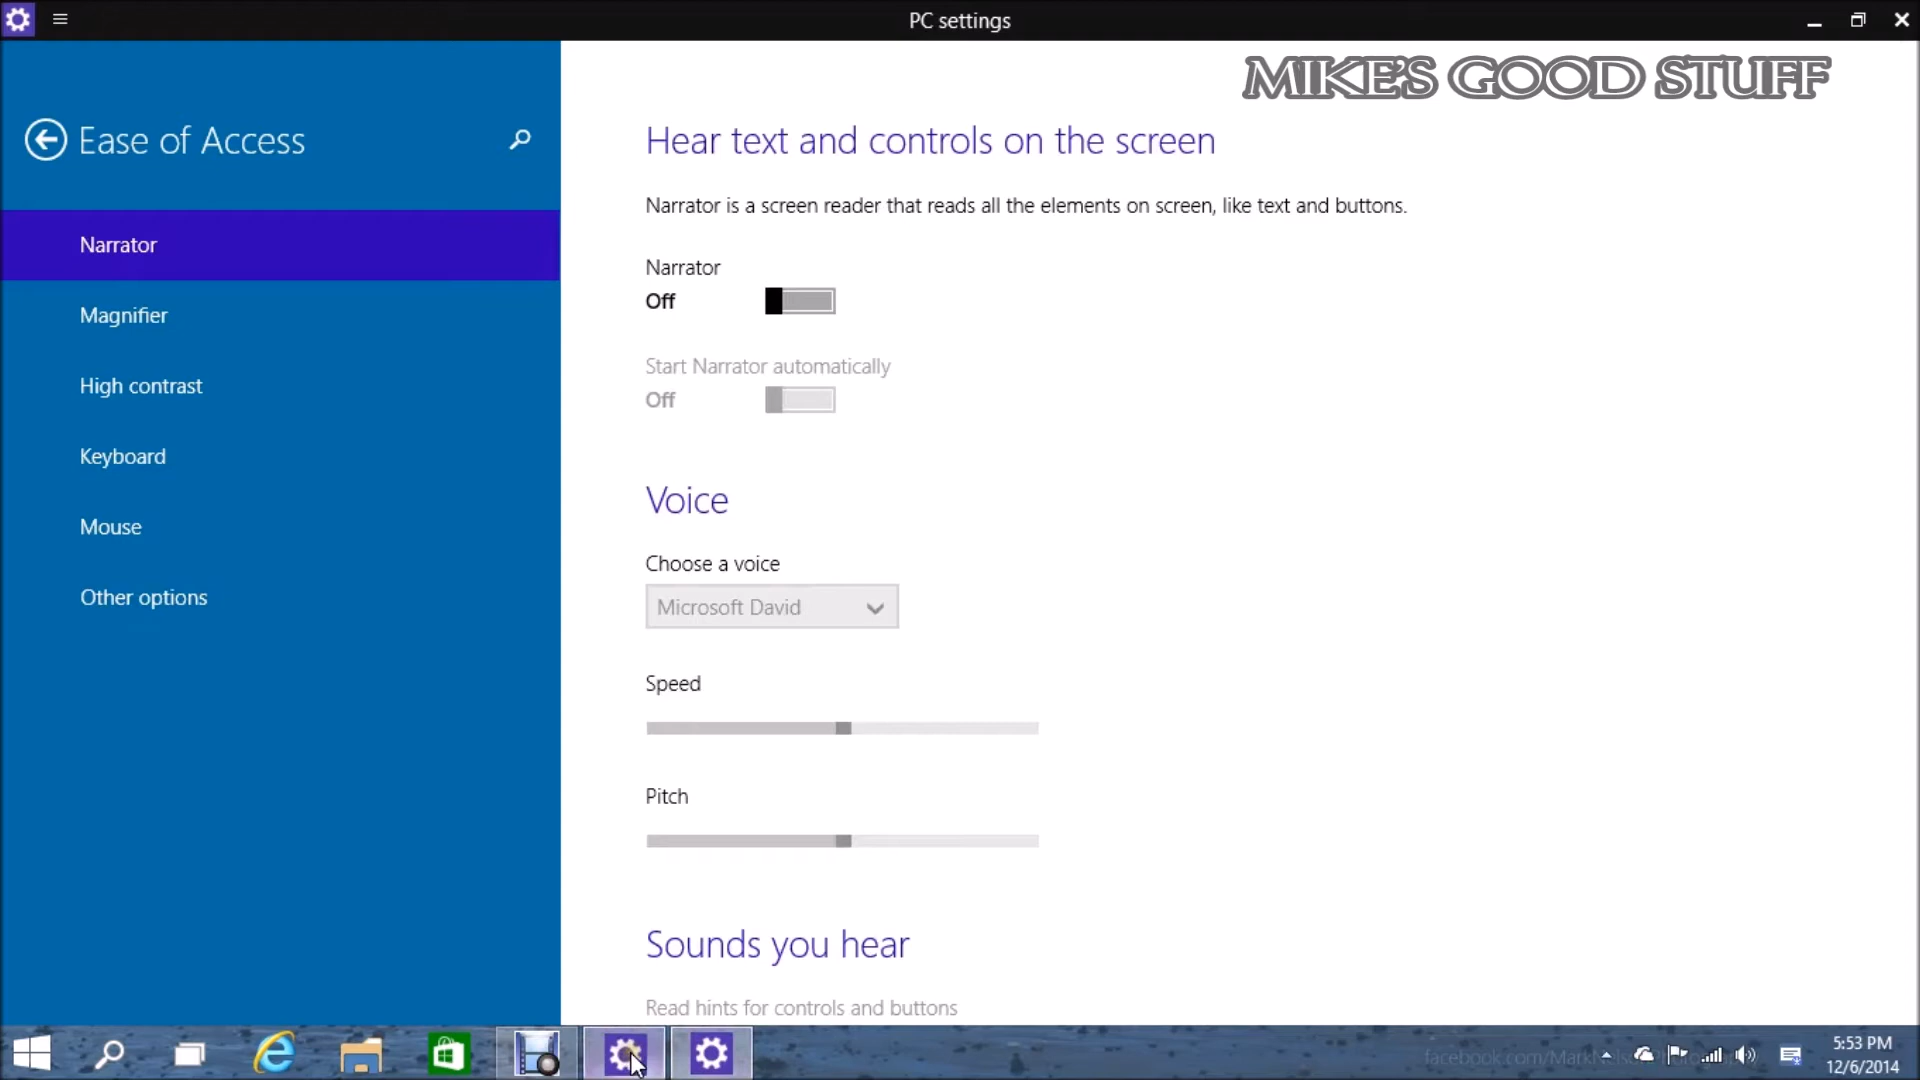 PC settings
MIKE'S GOOD STUFF
Ease of Access
Narrator
Magnifier
High contrast
Keyboard
Mouse
Other options
Hear text and controls on the screen
Narrator is a screen reader that reads all the elements on screen, like text and buttons.
Narrator
Off
Start Narrator automatically
Off
Voice
Choose a voice
Microsoft David
Speed
Pitch
Sounds you hear
Read hints for controls and buttons
5:53 PM
12/6/2014